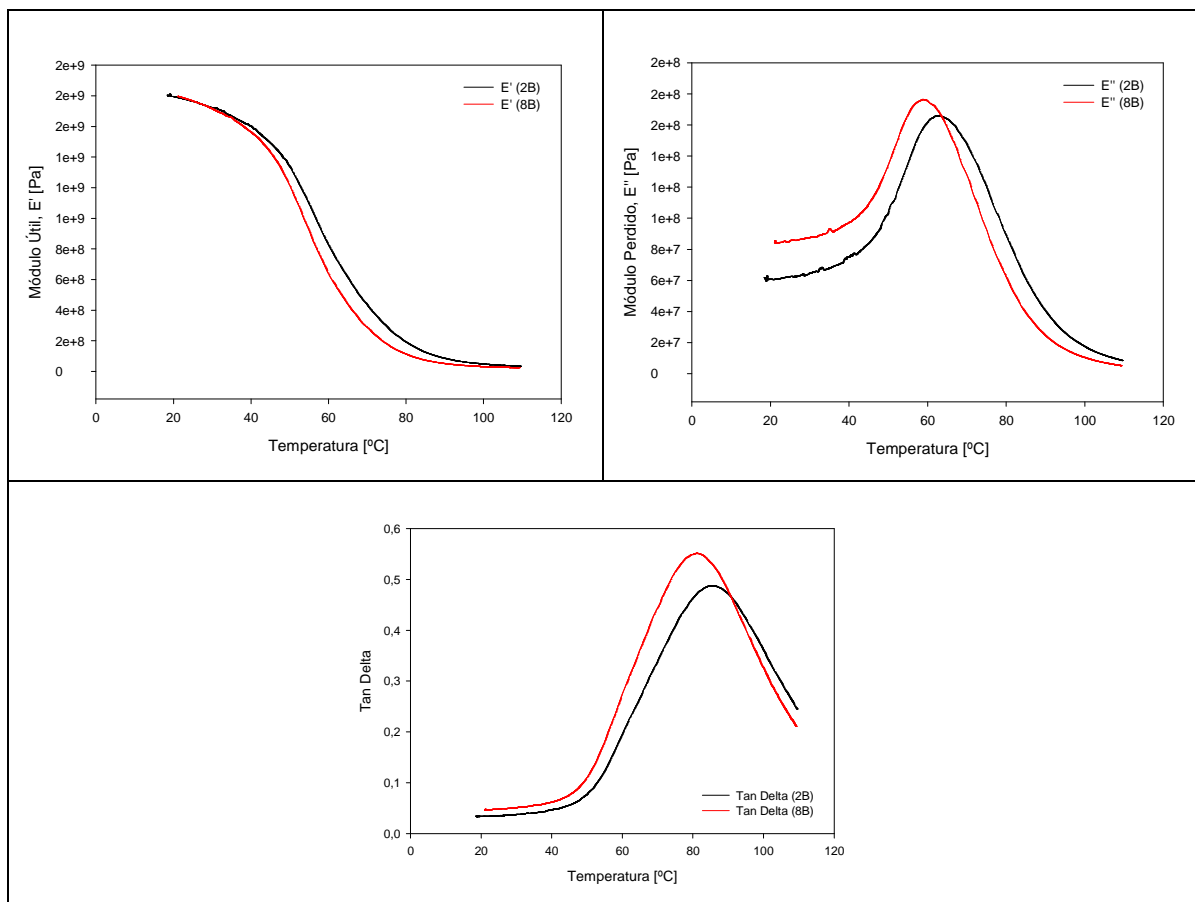 2e+9
2e+9
2e+9
1e+9
1e+9
1e+9
8e+8
6e+8
4e+8
2e+8
0
Módulo Útil, E' [Pa]
E' (2B)
E' (8B)
0 20 40 60 80 100 120
Temperatura [ºC]
2e+8
2e+8
2e+8
1e+8
1e+8
1e+8
8e+7
6e+7
4e+7
2e+7
0
Módulo Perdido, E'' [Pa]
E'' (2B)
E'' (8B)
0 20 40 60 80 100 120
Temperatura [ºC]
0,6
0,5
0,4
0,3
0,2
0,1
0,0
Tan Delta
Tan Delta (2B)
Tan Delta (8B)
0 20 40 60 80 100 120
Temperatura [ºC]